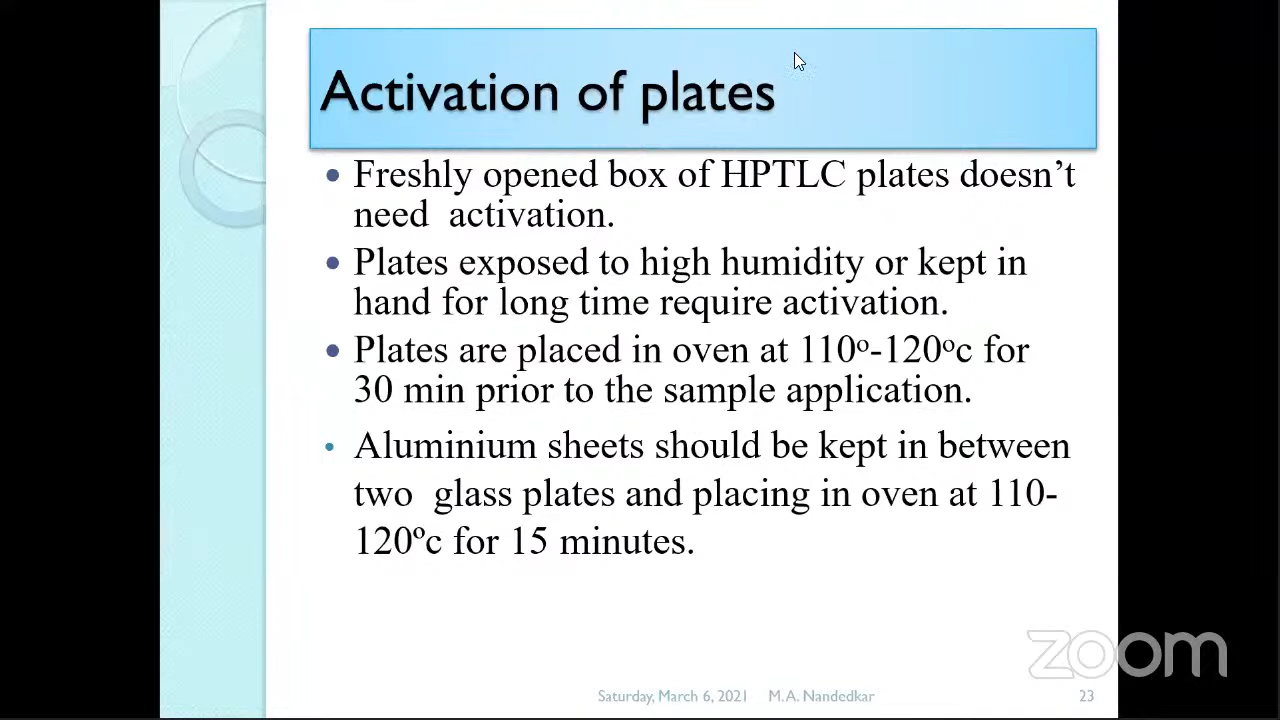 Activation of plates
Freshly opened box of HPTLC plates doesn’t
need  activation.
Plates exposed to high humidity or kept in
hand for long time require activation.
Plates are placed in oven at 110º-120ºc for
30 min prior to the sample application.
Aluminium sheets should be kept in between
two  glass plates and placing in oven at 110-
120ºc for 15 minutes.
zoom
Saturday, March 6, 2021 M.A. Nandedkar 23